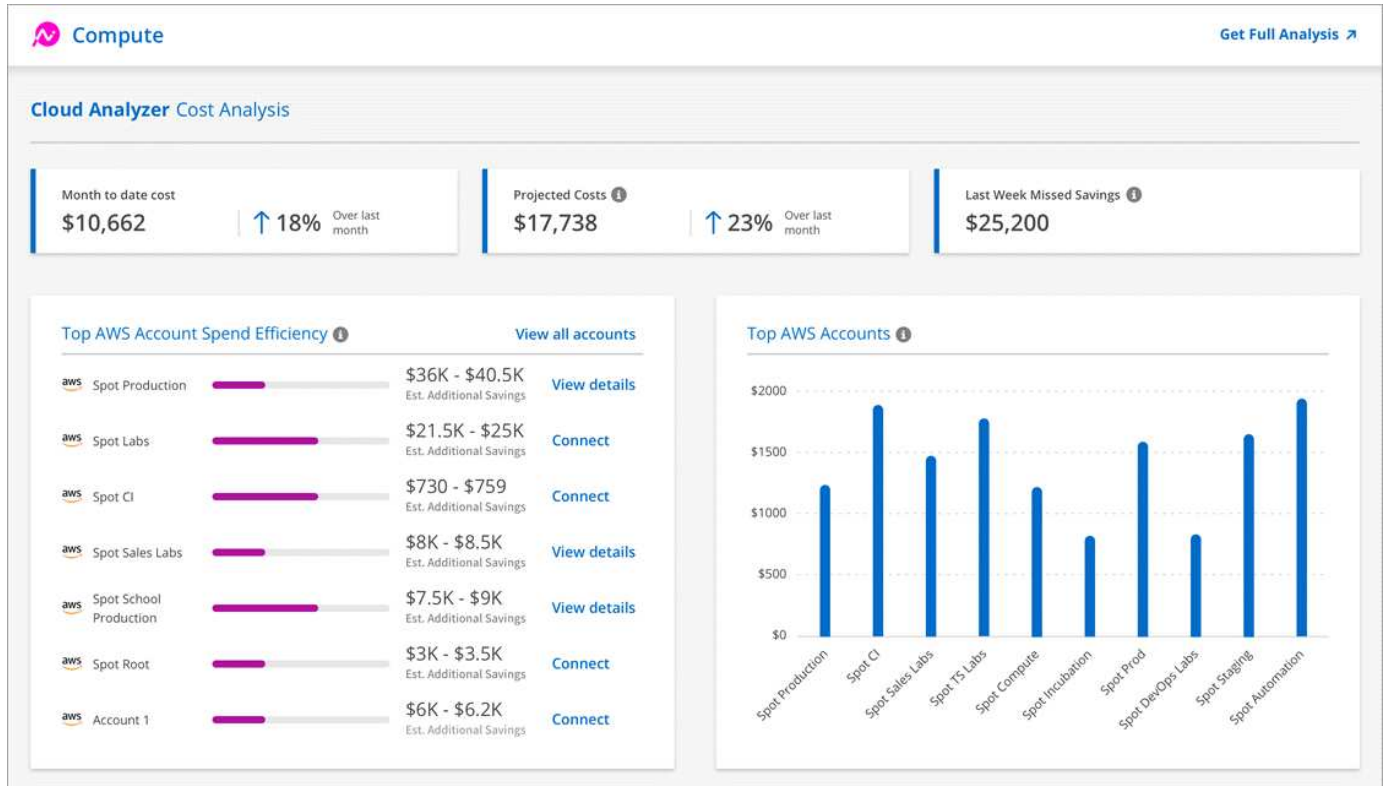 Compute
Get Full Analysis ↗
Cloud Analyzer Cost Analysis
Month to date cost
$10,662
↑ 18%
Over last
month
Projected Costs
$17,738
↑ 23%
Over last
month
Last Week Missed Savings
$25,200
Top AWS Account Spend Efficiency
View all accounts
aws Spot Production
$36K - $40.5K
Est. Additional Savings
View details
aws Spot Labs
$21.5K - $25K
Est. Additional Savings
Connect
aws Spot CI
$730 - $759
Est. Additional Savings
Connect
aws Spot Sales Labs
$8K - $8.5K
Est. Additional Savings
View details
aws Spot School
Production
$7.5K - $9K
Est. Additional Savings
View details
aws Spot Root
$3K - $3.5K
Est. Additional Savings
Connect
aws Account 1
$6K - $6.2K
Est. Additional Savings
Connect
Top AWS Accounts
$2000
$1500
$1000
$500
$0
Spot Production
Spot CI
Spot Sales Labs
Spot TS Labs
Spot Compute
Spot Incubation
Spot Prod
Spot DevOps Labs
Spot Staging
Spot Automation